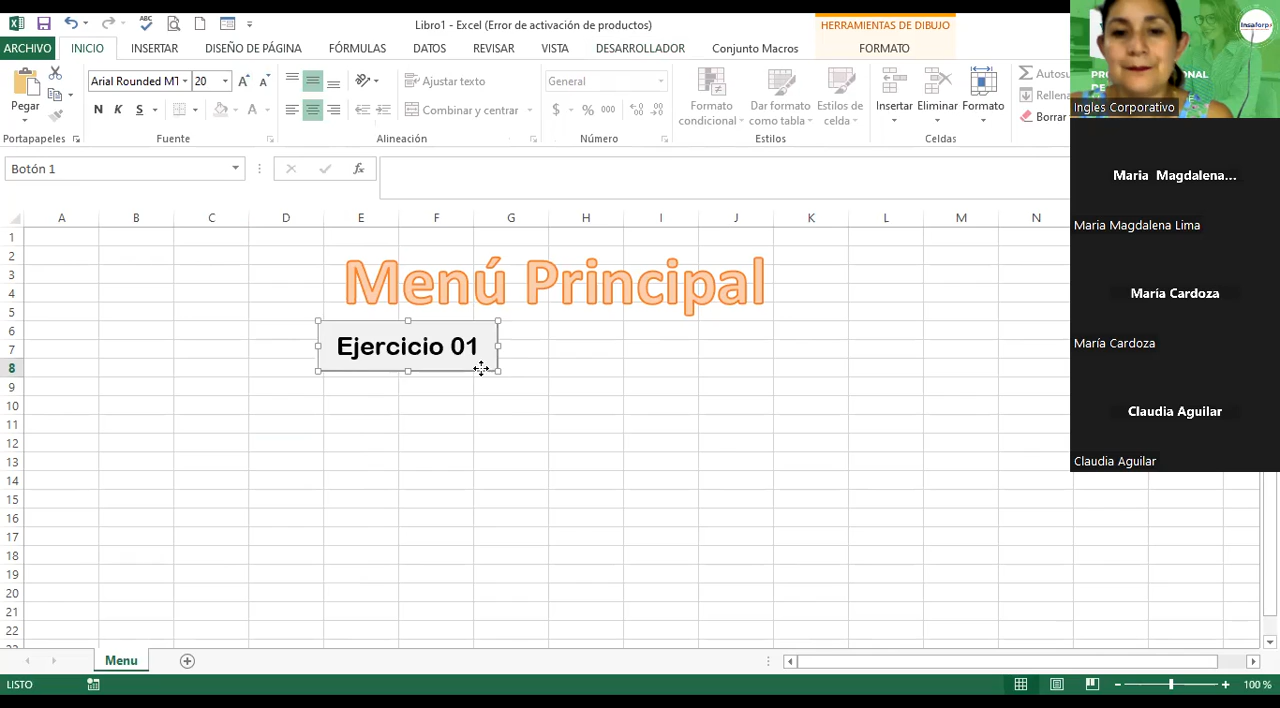 Libro1 - Excel (Error de activación de productos)
HERRAMIENTAS DE DIBUJO
ARCHIVO
INICIO
INSERTAR
DISEÑO DE PÁGINA
FÓRMULAS
DATOS
REVISAR
VISTA
DESARROLLADOR
Conjunto Macros
FORMATO
Pegar
Arial Rounded MT
20
N K S
Ajustar texto
Combinar y centrar
General
$ % 000
Formato condicional
Dar formato como tabla
Estilos de celda
Insertar
Eliminar
Formato
Autosu
Rellena
Borrar
Portapapeles
Fuente
Alineación
Número
Estilos
Celdas
Botón 1
fx
A B C D E F G H I J K L M N
1
2
3
4
5
6
7
8
9
10
11
12
13
14
15
16
17
18
19
20
21
22
Menú Principal
Ejercicio 01
Insaforp
Ingles Corporativo
Maria Magdalena...
Maria Magdalena Lima
María Cardoza
María Cardoza
Claudia Aguilar
Claudia Aguilar
Menu
LISTO
100 %